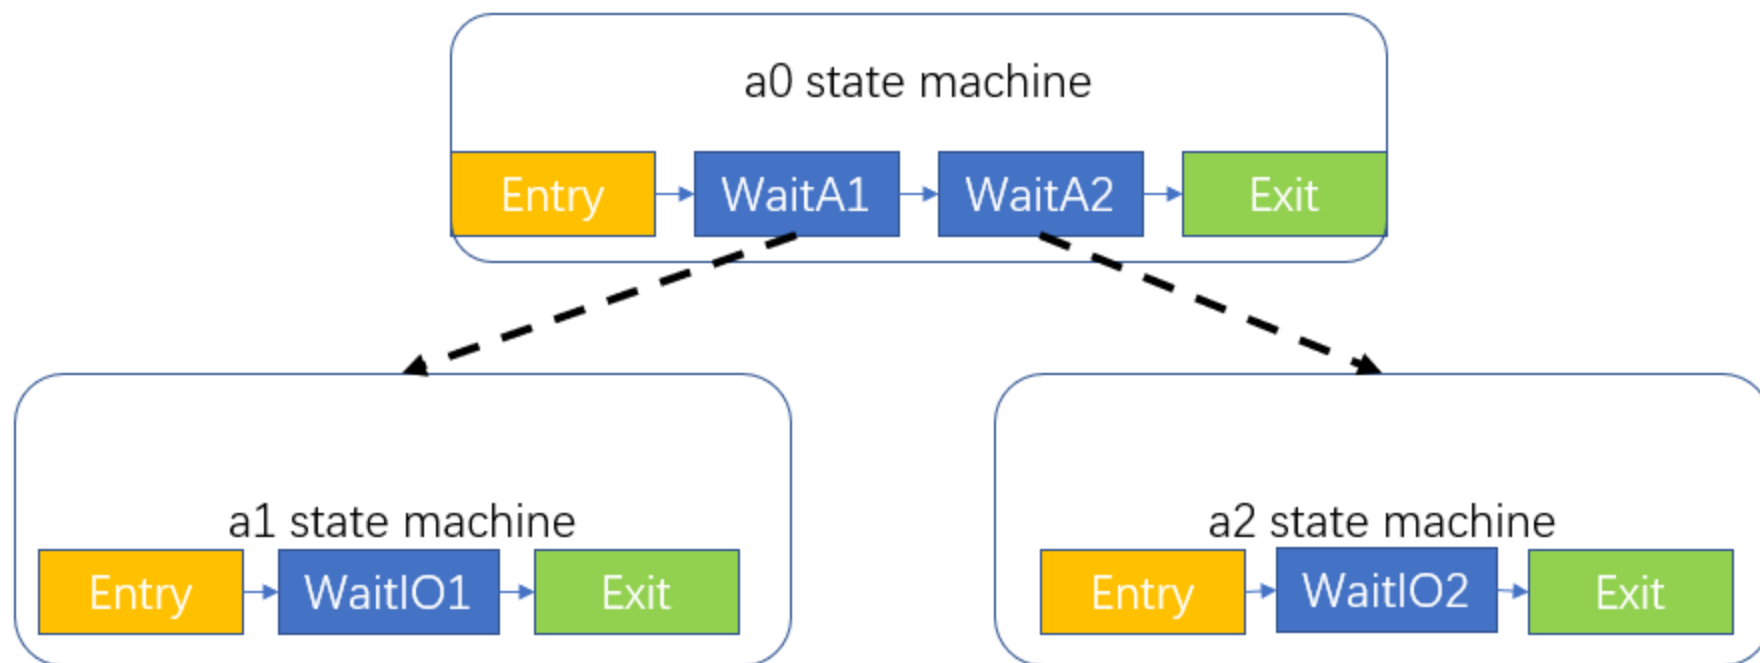 a0 state machine
Entry WaitA1 WaitA2 Exit
a1 state machine
Entry WaitIO1 Exit
a2 state machine
Entry WaitIO2 Exit